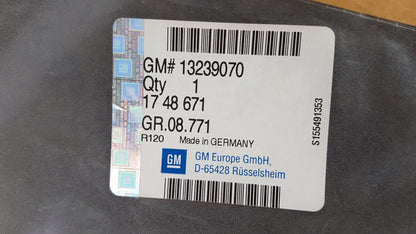 GM# 13239070
Qty 1
17 48 671
GR.08.771
R120 Made in GERMANY
GM
GM Europe GmbH,
D-65428 Rüsselsheim
S155491353